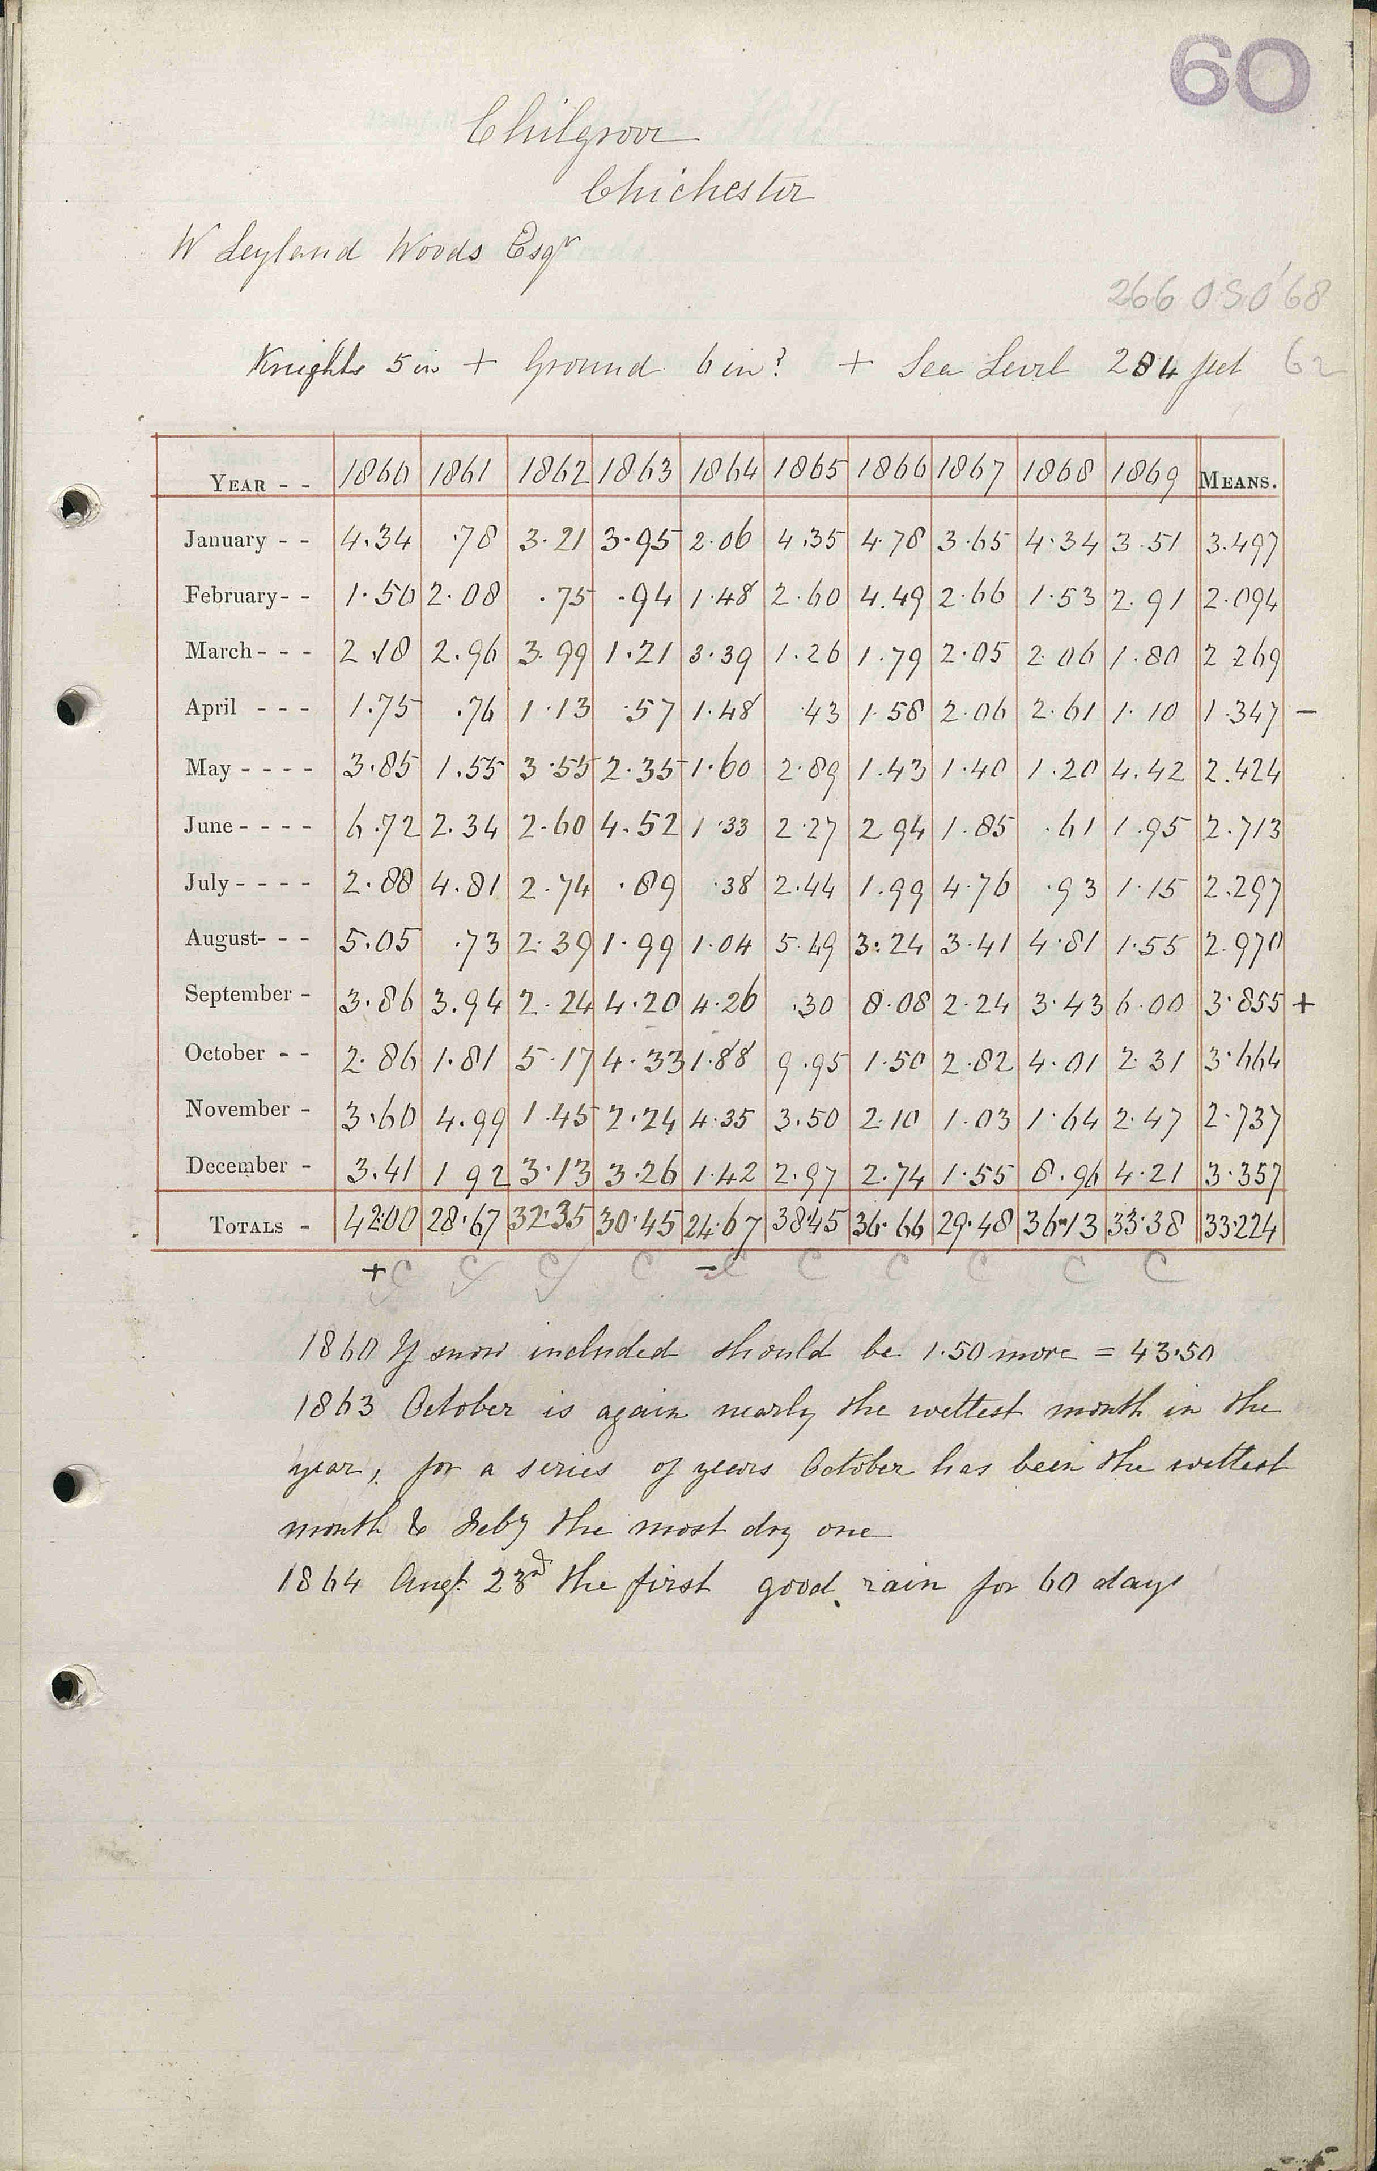 60
Chilgrove
Chichester
W Leyland Woods Esqr
266 OSO'68
Knights 5 in + Ground 6 in? + Sea Level 284 feet 62
YEAR - - 1860 1861 1862 1863 1864 1865 1866 1867 1868 1869 MEANS.
January - - 4.34 .78 3.21 3.95 2.06 4.35 4.78 3.65 4.34 3.51 3.497
February- - 1.50 2.08 .75 .94 1.48 2.60 4.49 2.66 1.53 2.91 2.094
March- - - 2.18 2.96 3.99 1.21 3.39 1.26 1.79 2.05 2.06 1.80 2 269
April - - - 1.75 .76 1.13 .57 1.48 .43 1.58 2.06 2.61 1.10 1.347 -
May - - - - 3.85 1.55 3.55 2.35 1.60 2.89 1.43 1.40 1.20 4.42 2.424
June- - - - 6.72 2.34 2.60 4.52 1.33 2.27 2 94 1.85 .61 1.95 2.713
July- - - - 2.88 4.81 2.74 .89 .38 2.44 1.99 4.76 .93 1.15 2.297
August- - - 5.05 .73 2.39 1.99 1.04 5.49 3.24 3.41 4.81 1.55 2.970
September - 3.86 3.94 2.24 4.20 4.26 .30 8.08 2.24 3.43 6.00 3.855 +
October - - 2.86 1.81 5.17 4.33 1.88 9.95 1.50 2.82 4.01 2 31 3.664
November - 3.60 4.99 1.45 2.24 4.35 3.50 2.10 1.03 1.64 2.47 2.737
December - 3.41 1 92 3.13 3.26 1.42 2.97 2.74 1.55 8.96 4.21 3.357
TOTALS - 42.00 28.67 32.35 30.45 24.67 38.45 36.66 29.48 36.13 33.38 33.224
+ C C C C - C C C C C C
1860 If snow included should be 1.50 more = 43.50
1863 October is again nearly the wettest month in the
year, for a series of years October has been the wettest
month & Feby the most dry one
1864 Augt 23rd the first good rain for 60 days